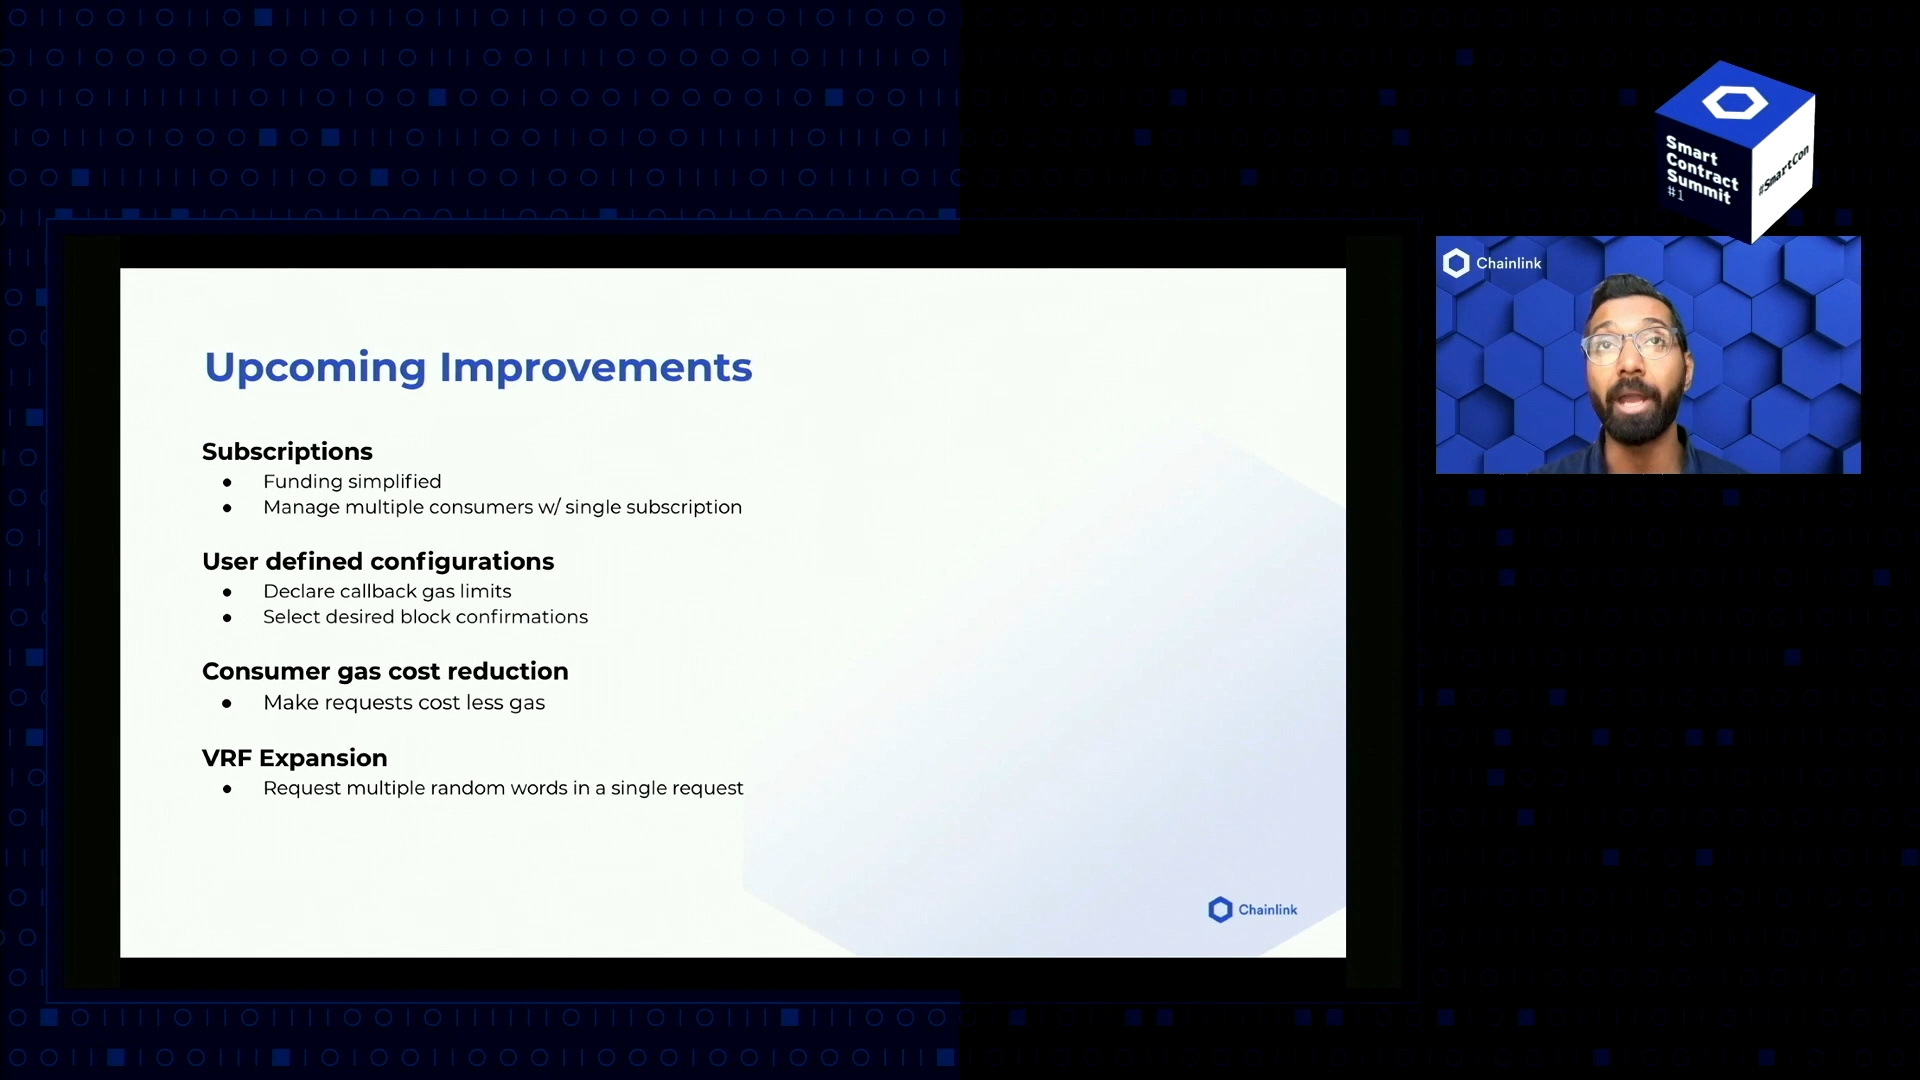 Smart
Contract
Summit
#1
#SmartCon
Chainlink
Upcoming Improvements
Subscriptions
● Funding simplified
● Manage multiple consumers w/ single subscription
User defined configurations
● Declare callback gas limits
● Select desired block confirmations
Consumer gas cost reduction
● Make requests cost less gas
VRF Expansion
● Request multiple random words in a single request
Chainlink